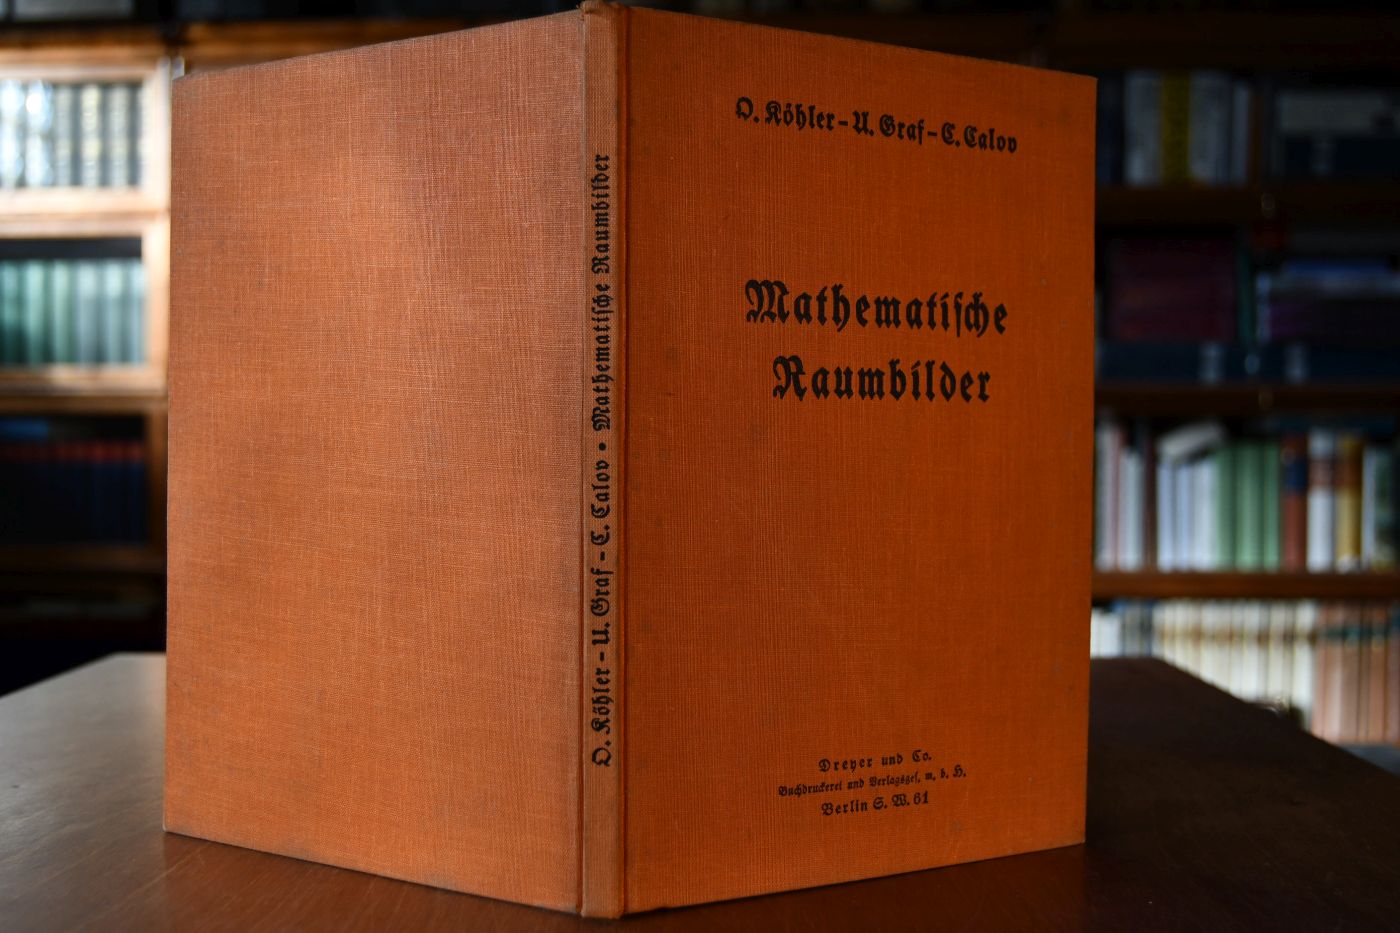 O. Köhler – U. Graf – C. Calov • Mathematiſche Raumbilder
O. Köhler – U. Graf – C. Calov
Mathematiſche
Raumbilder
Dreyer und Co.
Buchdruckerei und Verlagsgeſ. m. b. H.
Berlin S. W. 61